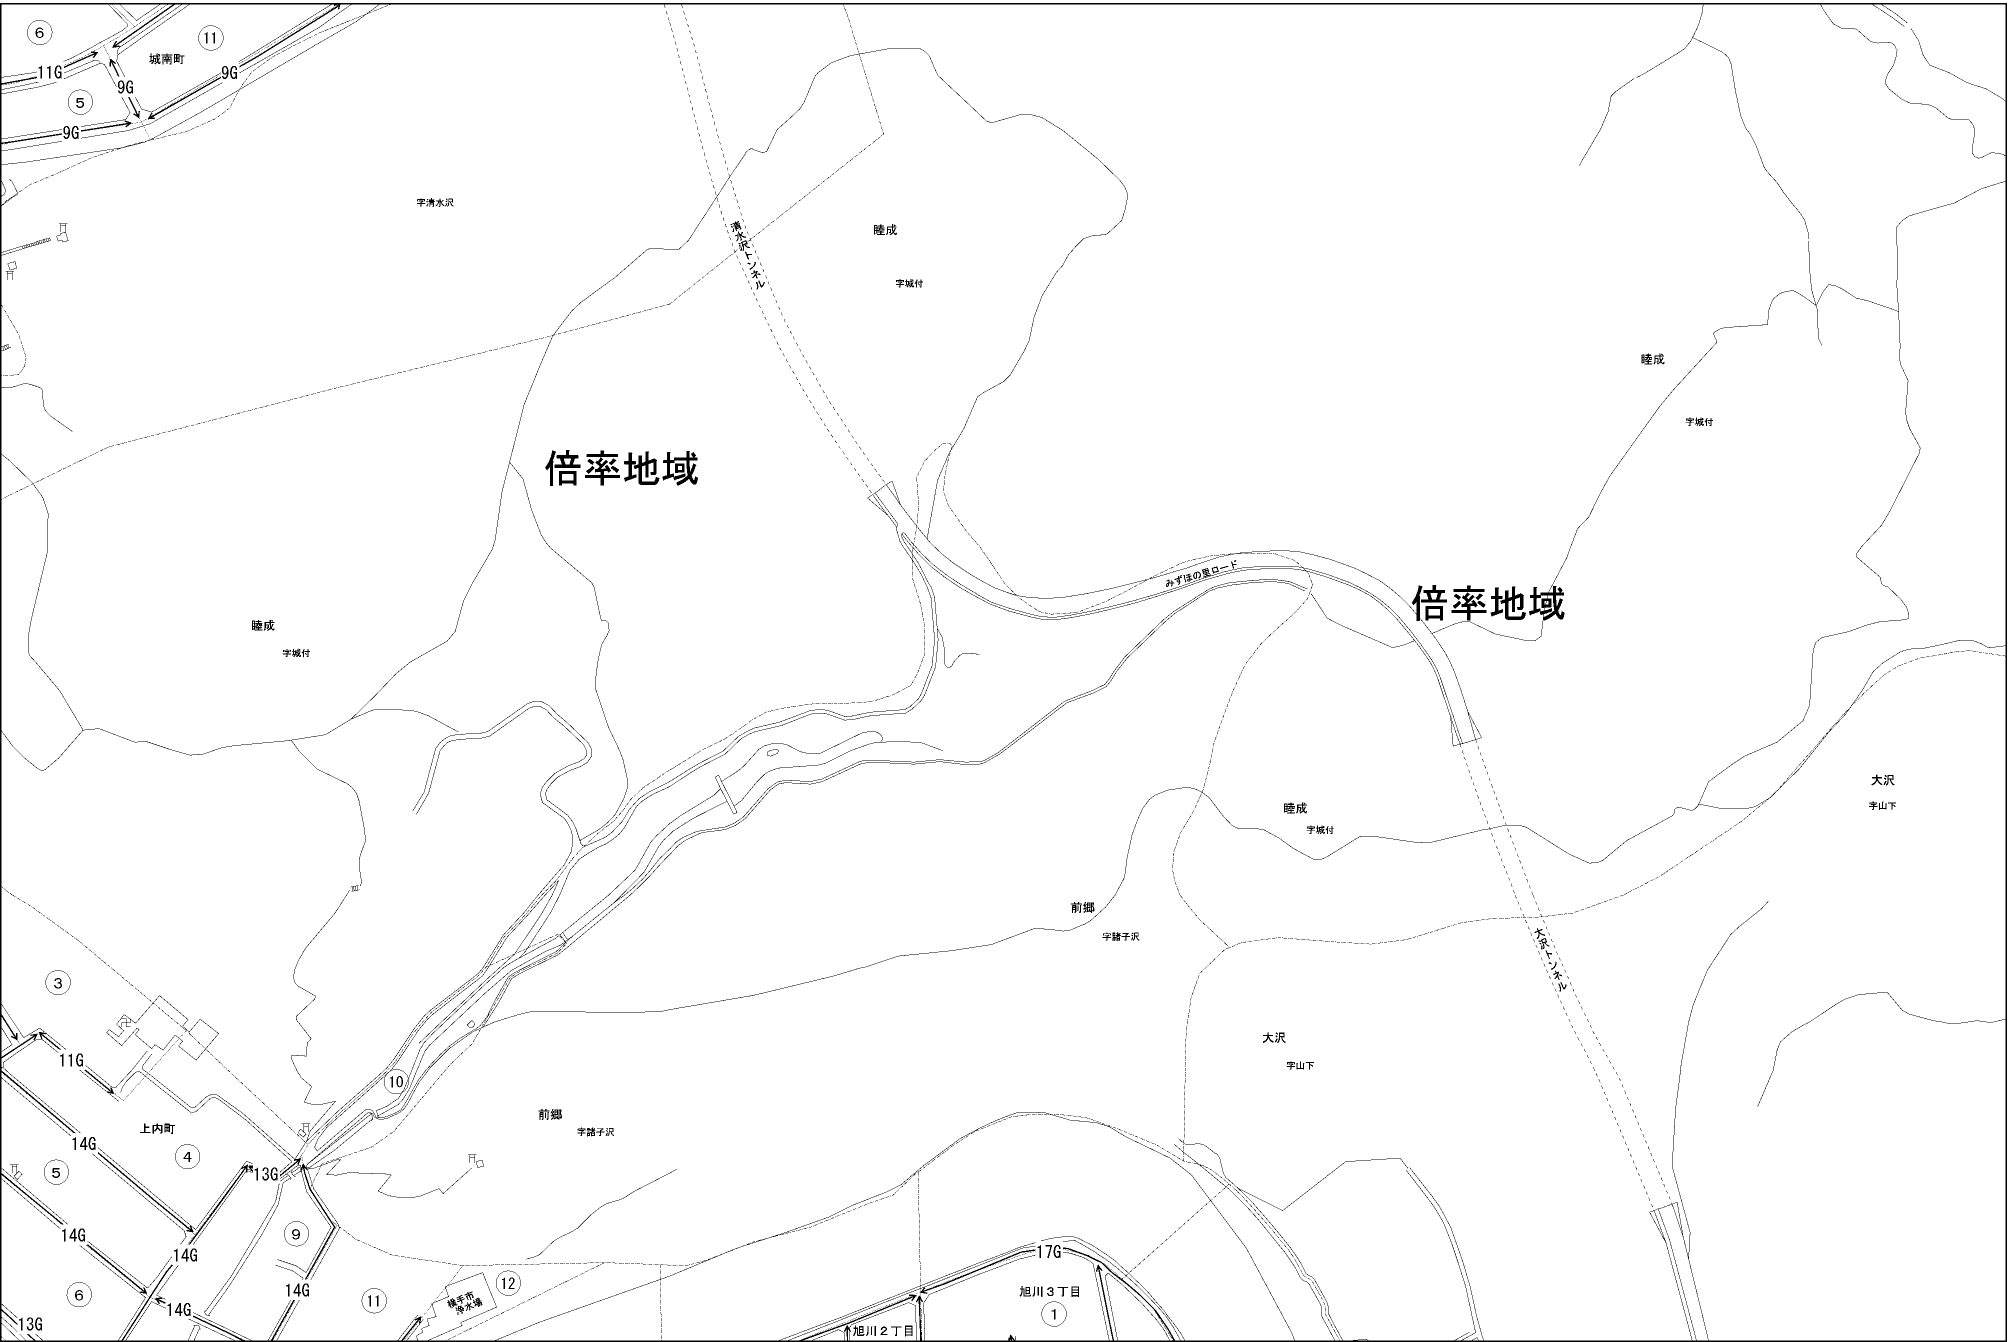 6
11
城南町
11G
9G
9G
5
9G
字清水沢
清水沢トンネル
睦成
字城付
睦成
字城付
倍率地域
みずほの里ロード
倍率地域
睦成
字城付
大沢
字山下
睦成
字城付
前郷
字諸子沢
大沢トンネル
3
大沢
字山下
11G
10
前郷
字諸子沢
上内町
14G
4
5
13G
9
14G
14G
17G
6
14G
14G
11
12
横手市
浄水場
旭川3丁目
1
13G
旭川2丁目